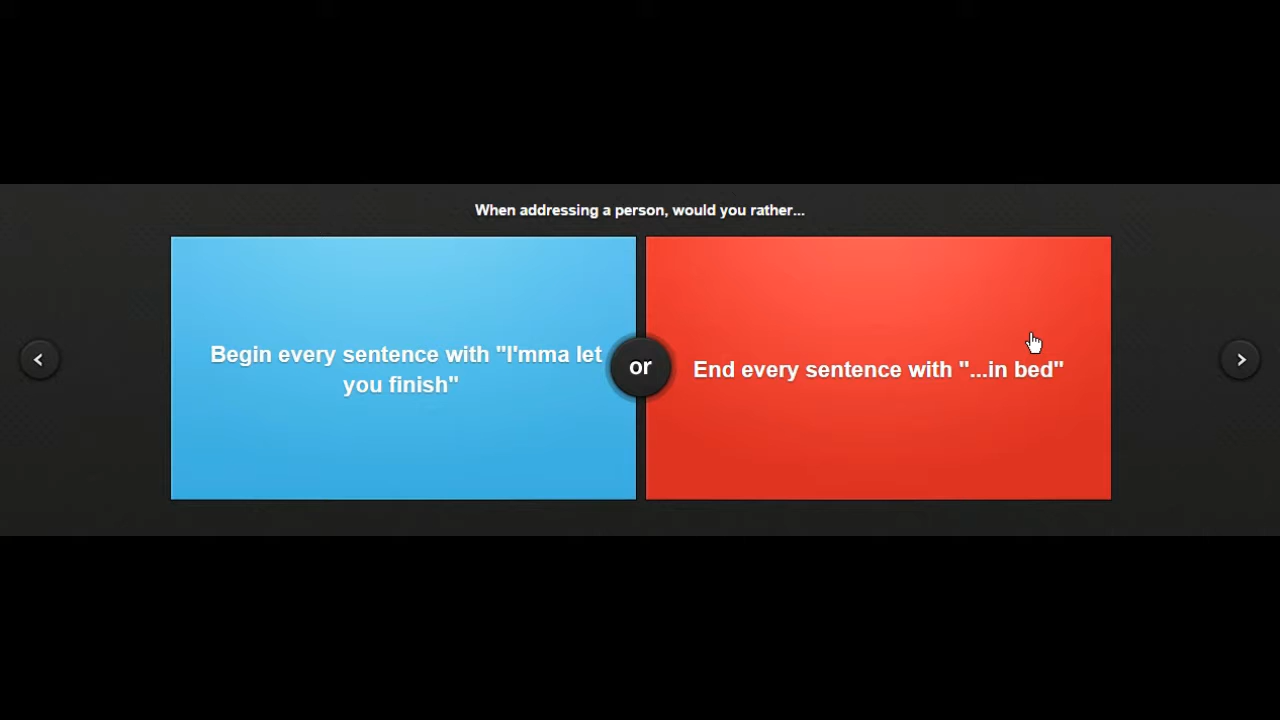 When addressing a person, would you rather...
Begin every sentence with "I'mma let
you finish"
or
End every sentence with "...in bed"